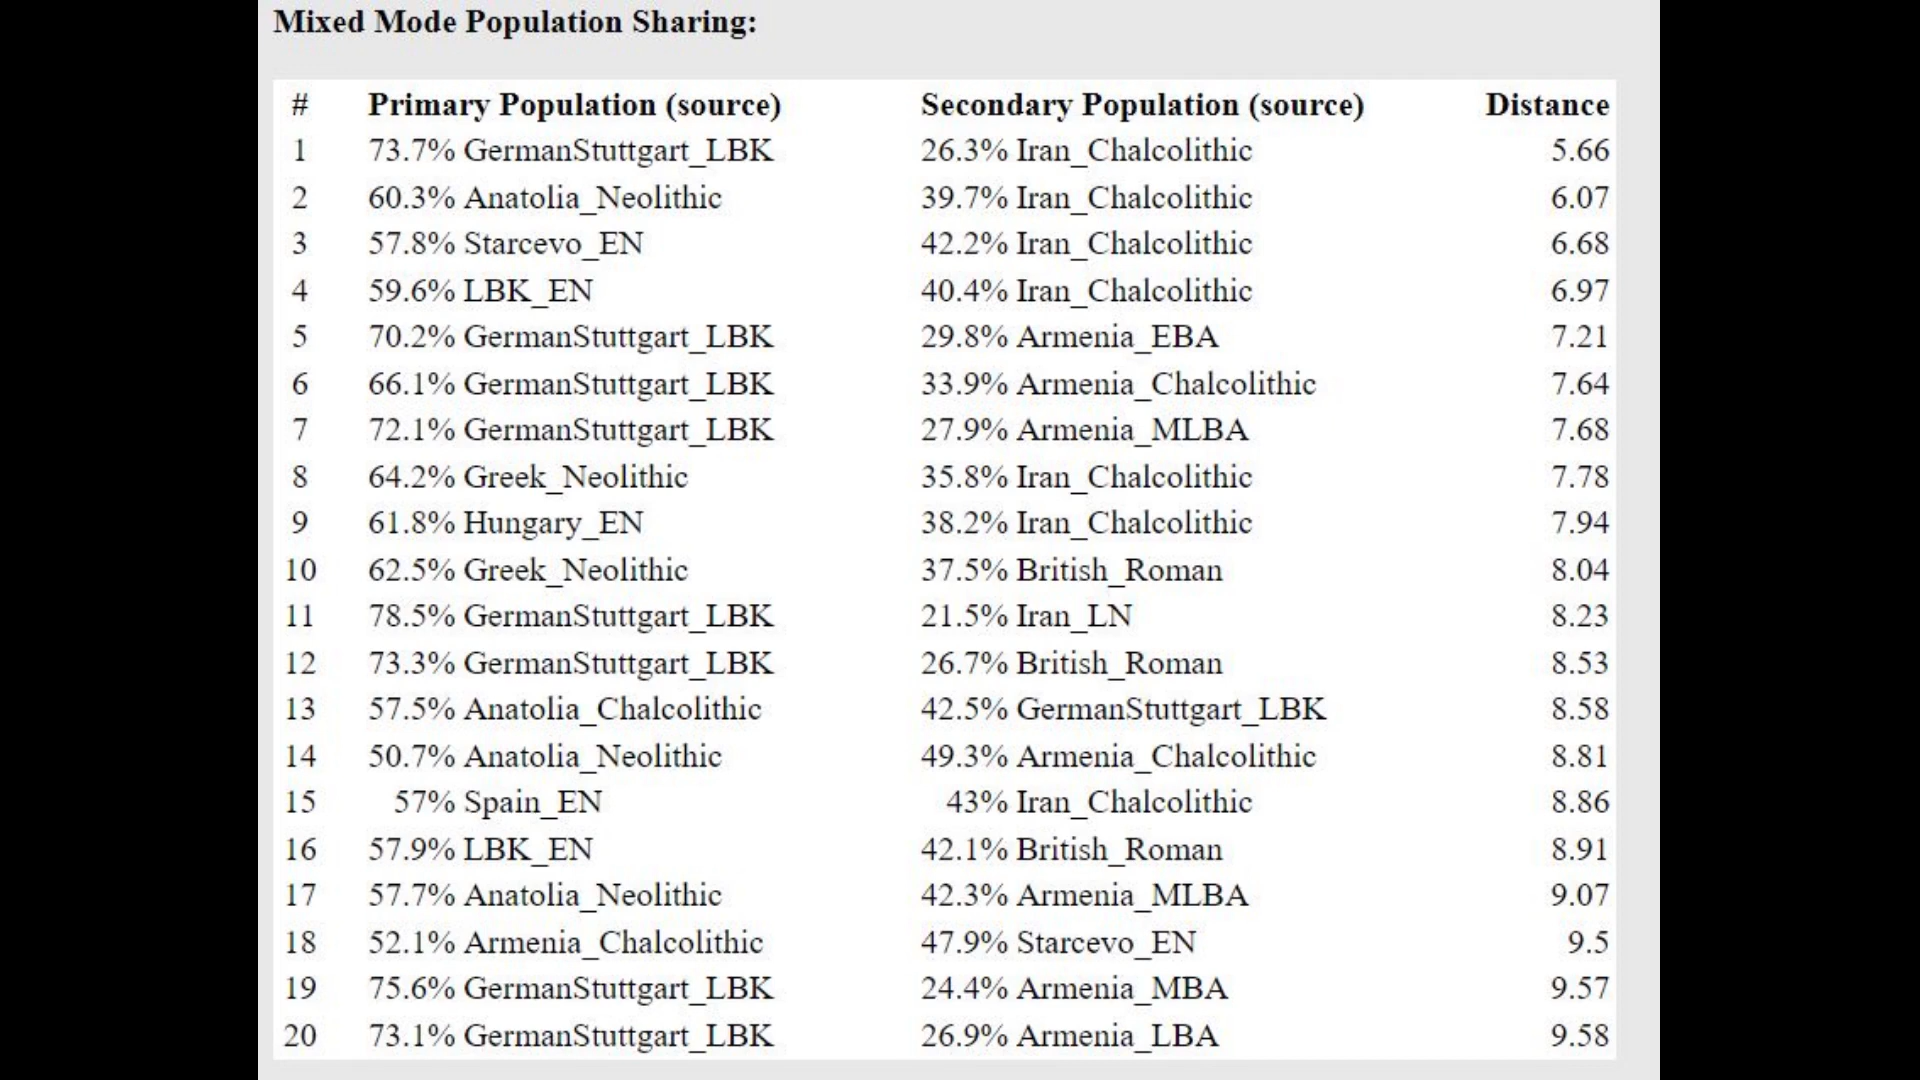 Mixed Mode Population Sharing:
# Primary Population (source) Secondary Population (source) Distance
1 73.7% GermanStuttgart_LBK 26.3% Iran_Chalcolithic 5.66
2 60.3% Anatolia_Neolithic 39.7% Iran_Chalcolithic 6.07
3 57.8% Starcevo_EN 42.2% Iran_Chalcolithic 6.68
4 59.6% LBK_EN 40.4% Iran_Chalcolithic 6.97
5 70.2% GermanStuttgart_LBK 29.8% Armenia_EBA 7.21
6 66.1% GermanStuttgart_LBK 33.9% Armenia_Chalcolithic 7.64
7 72.1% GermanStuttgart_LBK 27.9% Armenia_MLBA 7.68
8 64.2% Greek_Neolithic 35.8% Iran_Chalcolithic 7.78
9 61.8% Hungary_EN 38.2% Iran_Chalcolithic 7.94
10 62.5% Greek_Neolithic 37.5% British_Roman 8.04
11 78.5% GermanStuttgart_LBK 21.5% Iran_LN 8.23
12 73.3% GermanStuttgart_LBK 26.7% British_Roman 8.53
13 57.5% Anatolia_Chalcolithic 42.5% GermanStuttgart_LBK 8.58
14 50.7% Anatolia_Neolithic 49.3% Armenia_Chalcolithic 8.81
15 57% Spain_EN 43% Iran_Chalcolithic 8.86
16 57.9% LBK_EN 42.1% British_Roman 8.91
17 57.7% Anatolia_Neolithic 42.3% Armenia_MLBA 9.07
18 52.1% Armenia_Chalcolithic 47.9% Starcevo_EN 9.5
19 75.6% GermanStuttgart_LBK 24.4% Armenia_MBA 9.57
20 73.1% GermanStuttgart_LBK 26.9% Armenia_LBA 9.58